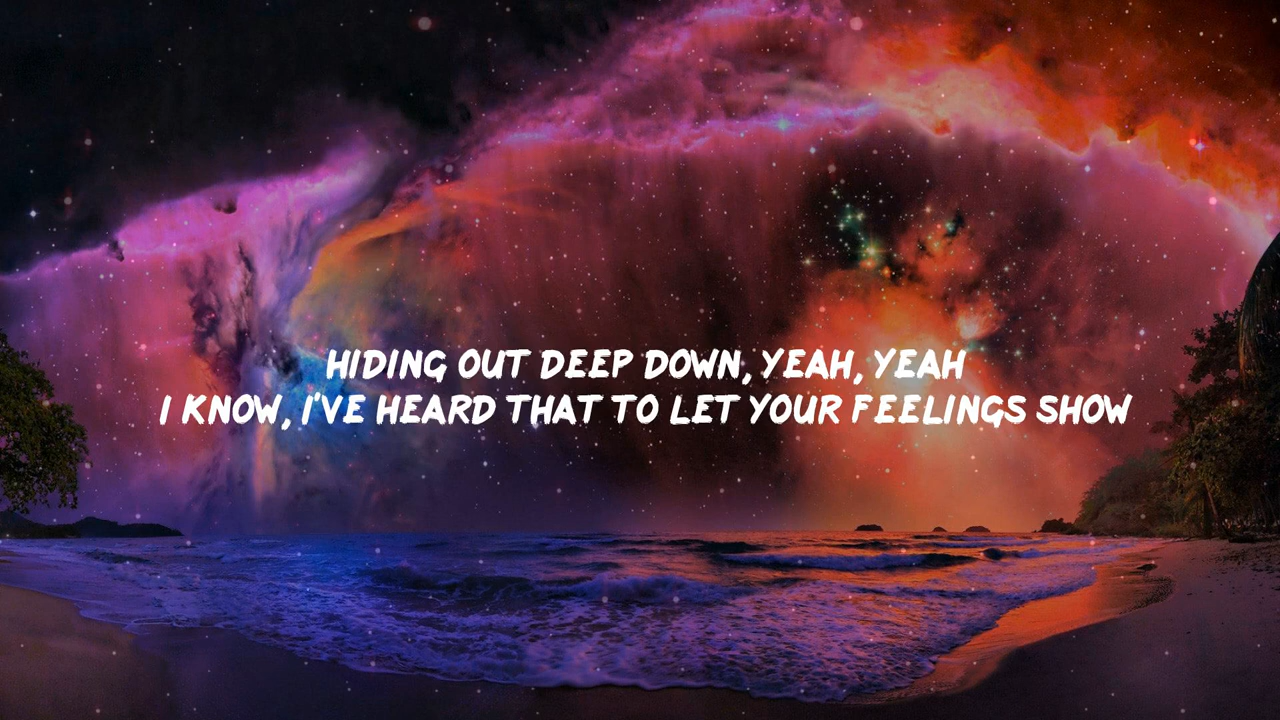 HIDING OUT DEEP DOWN, YEAH, YEAH
I KNOW, I'VE HEARD THAT TO LET YOUR FEELINGS SHOW